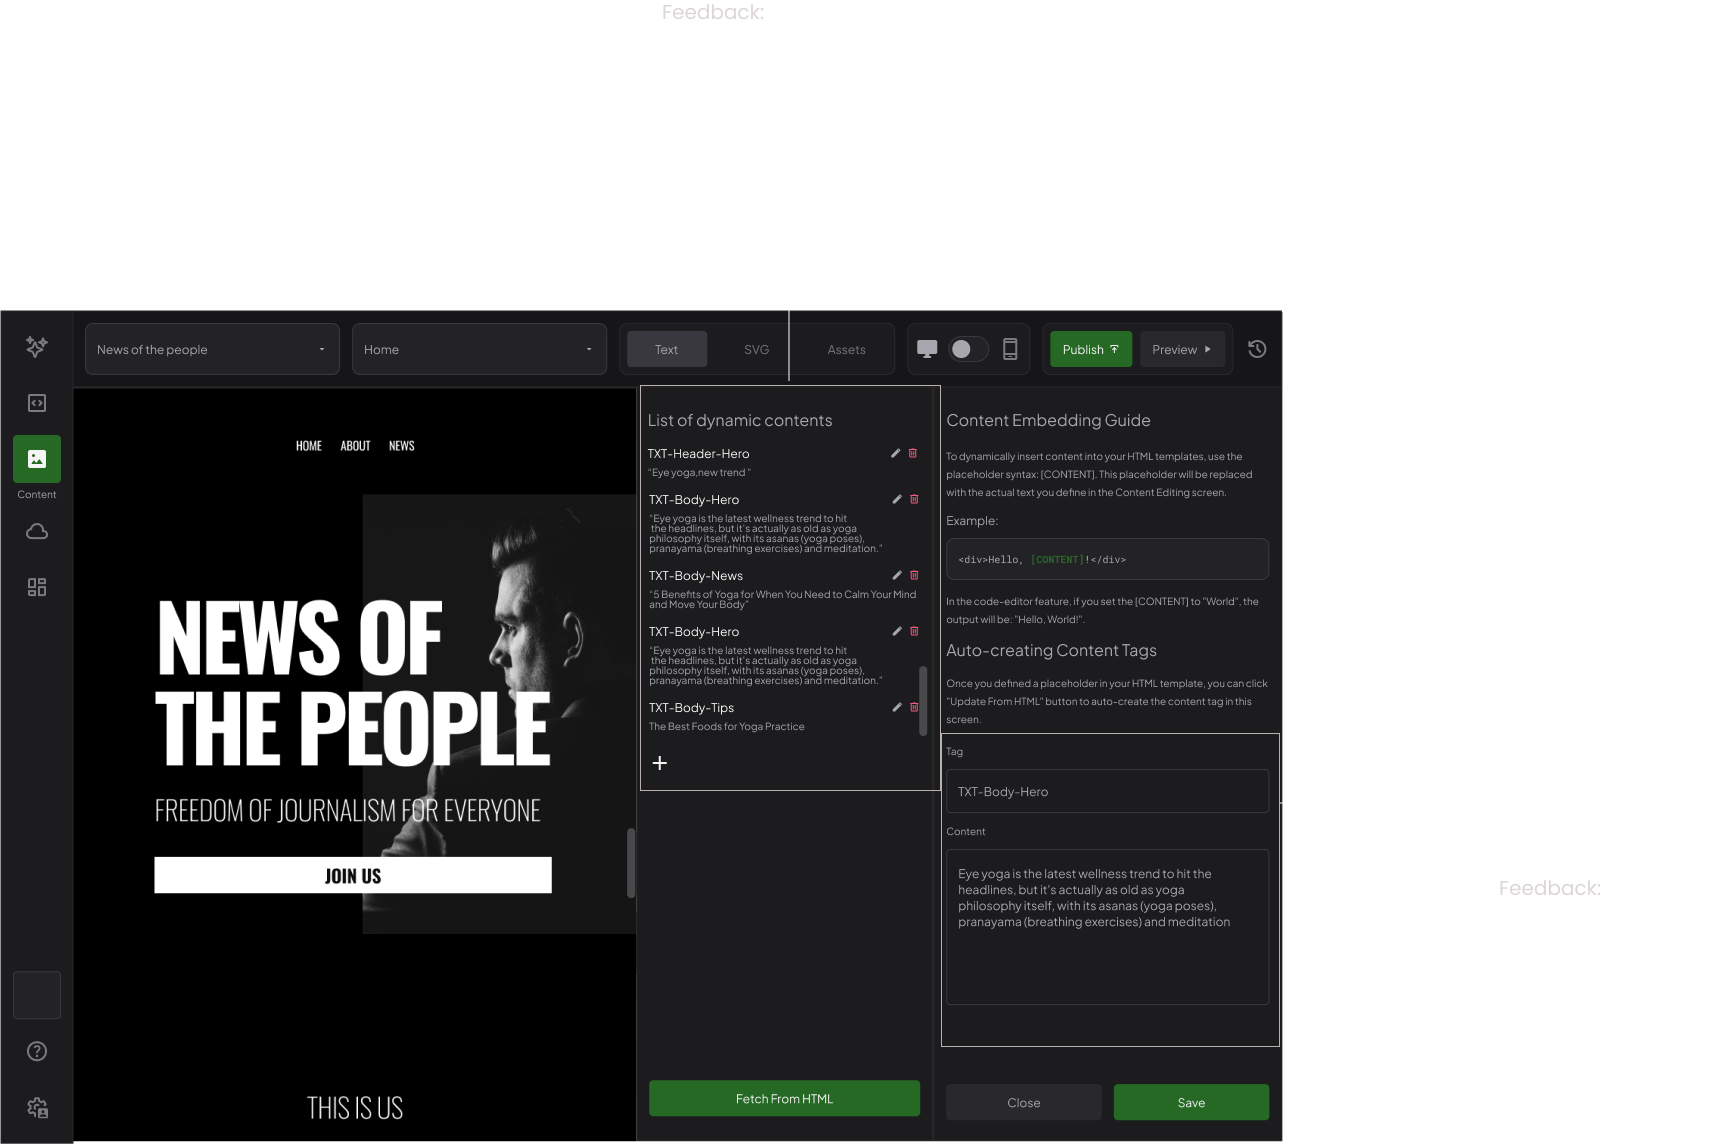 Feedback:
News of the people
Home
Text
SVG
Assets
Publish
Preview
Content
HOME
ABOUT
NEWS
NEWS OF
THE PEOPLE
FREEDOM OF JOURNALISM FOR EVERYONE
JOIN US
THIS IS US
List of dynamic contents
TXT-Header-Hero
"Eye yoga,new trend "
TXT-Body-Hero
"Eye yoga is the latest wellness trend to hit
the headlines, but it's actually as old as yoga
philosophy itself, with its asanas (yoga poses),
pranayama (breathing exercises) and meditation."
TXT-Body-News
"5 Benefits of Yoga for When You Need to Calm Your Mind
and Move Your Body"
TXT-Body-Hero
"Eye yoga is the latest wellness trend to hit
the headlines, but it's actually as old as yoga
philosophy itself, with its asanas (yoga poses),
pranayama (breathing exercises) and meditation."
TXT-Body-Tips
The Best Foods for Yoga Practice
Fetch From HTML
Content Embedding Guide
To dynamically insert content into your HTML templates, use the
placeholder syntax: [CONTENT]. This placeholder will be replaced
with the actual text you define in the Content Editing screen.
Example:
<div>Hello, [CONTENT]!</div>
In the code-editor feature, if you set the [CONTENT] to "World", the
output will be: "Hello, World!".
Auto-creating Content Tags
Once you defined a placeholder in your HTML template, you can click
"Update From HTML" button to auto-create the content tag in this
screen.
Tag
TXT-Body-Hero
Content
Eye yoga is the latest wellness trend to hit the
headlines, but it's actually as old as yoga
philosophy itself, with its asanas (yoga poses),
pranayama (breathing exercises) and meditation
Close
Save
Feedback: